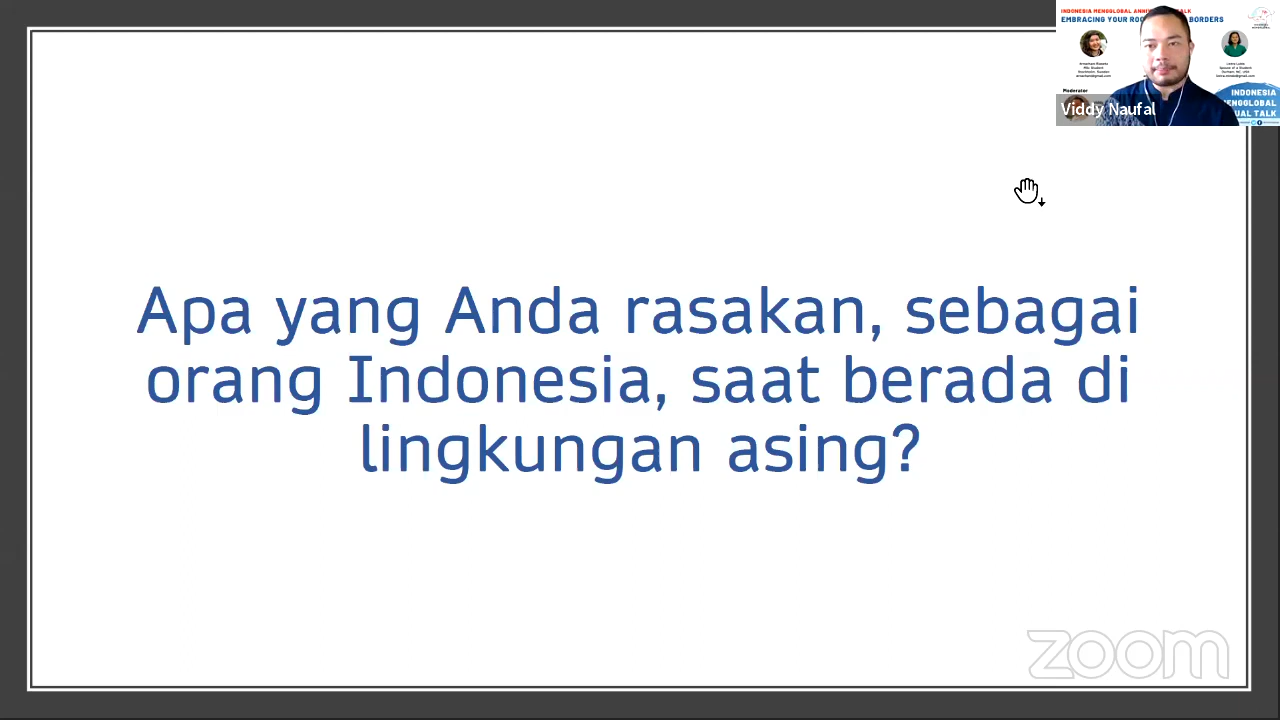 INDONESIA MENGGLOBAL
EMBRACING YOUR
BORDERS
Moderator
Viddy Naufal
INDONESIA
MENGGLOBAL
Apa yang Anda rasakan, sebagai
orang Indonesia, saat berada di
lingkungan asing?
zoom